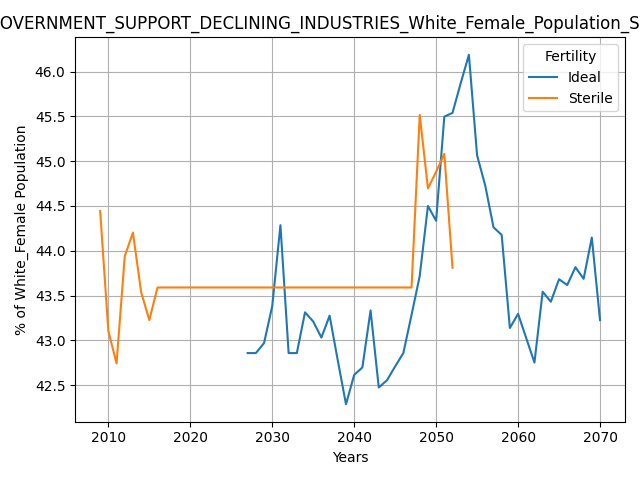 OVERNMENT_SUPPORT_DECLINING_INDUSTRIES_White_Female_Population_S
Fertility
Ideal
Sterile
% of White_Female Population
46.0
45.5
45.0
44.5
44.0
43.5
43.0
42.5
2010 2020 2030 2040 2050 2060 2070
Years